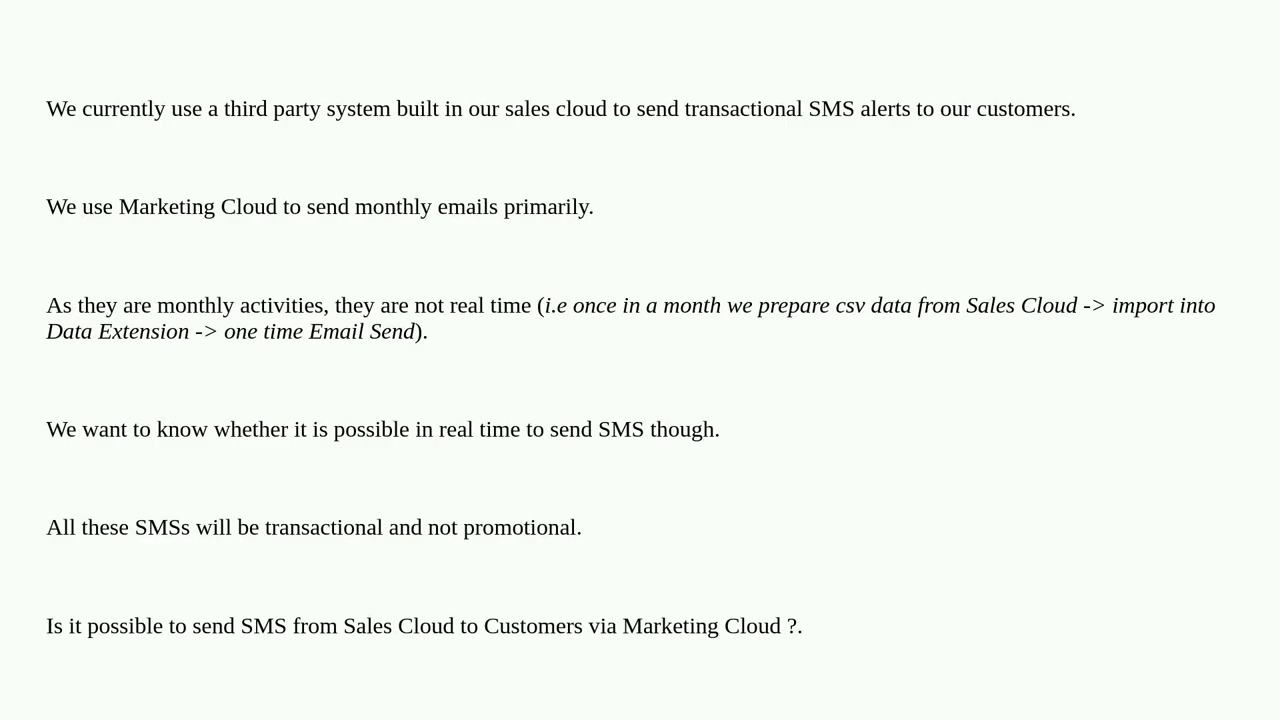 We currently use a third party system built in our sales cloud to send transactional SMS alerts to our customers.
We use Marketing Cloud to send monthly emails primarily.
As they are monthly activities, they are not real time (i.e once in a month we prepare csv data from Sales Cloud -> import into
Data Extension -> one time Email Send).
We want to know whether it is possible in real time to send SMS though.
All these SMSs will be transactional and not promotional.
Is it possible to send SMS from Sales Cloud to Customers via Marketing Cloud ?.